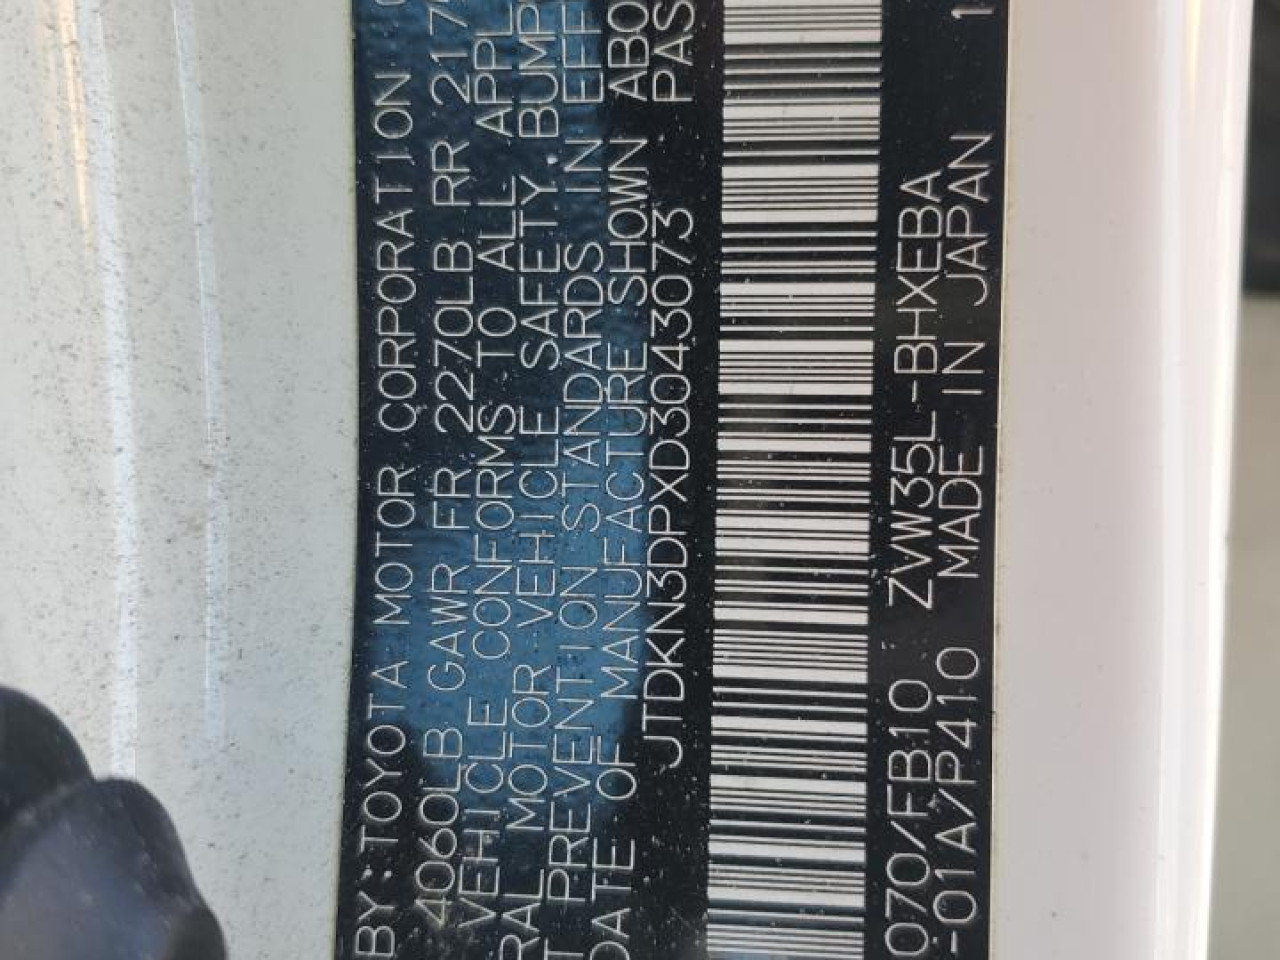 BY: TOYOTA MOTOR CORPORATION
4060LB GAWR FR 2270LB RR 217
VEHICLE CONFORMS TO ALL APPL
RAL MOTOR VEHICLE SAFETY, BUMP
T PREVENTION STANDARDS IN EFF
DATE OF MANUFACTURE SHOWN ABO
JTDKN3DPXD3043073 PAS
070/FB10 ZVW35L-BHXEBA
-01A/P410 MADE IN JAPAN 1